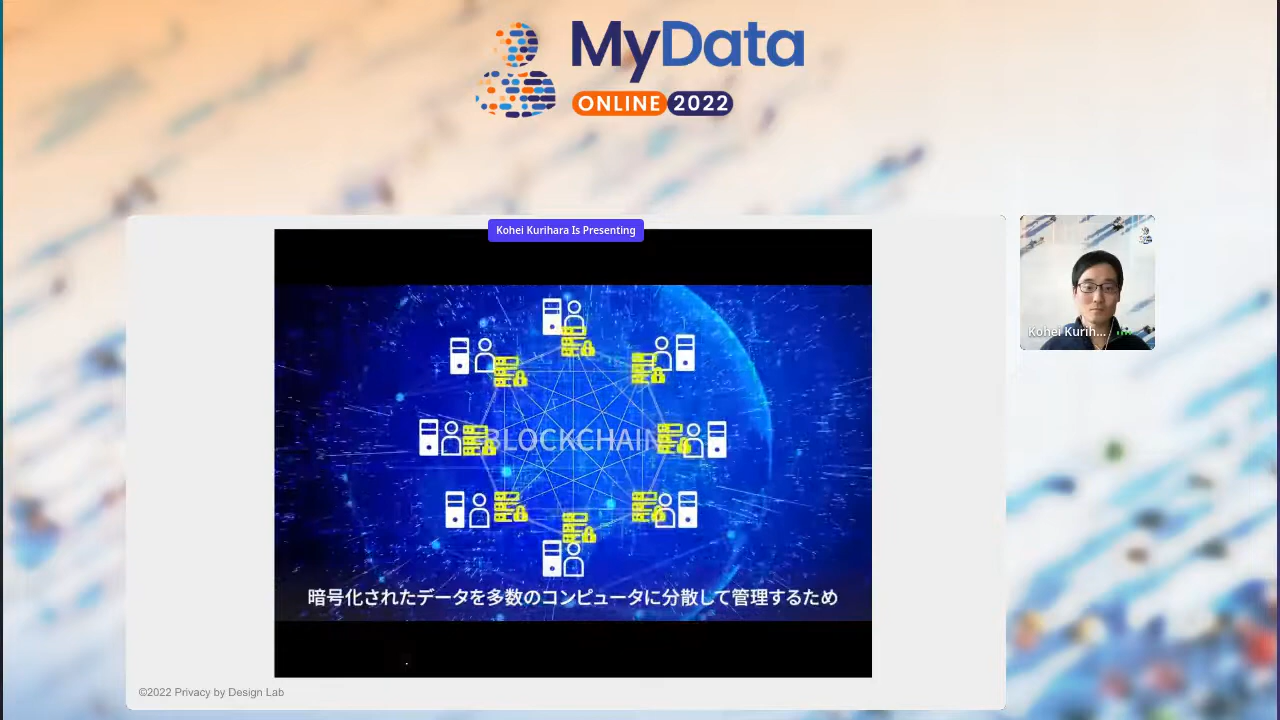 MyData
ONLINE 2022
Kohei Kurihara Is Presenting
Kohei Kurih...
BLOCKCHAIN
暗号化されたデータを多数のコンピュータに分散して管理するため
©2022 Privacy by Design Lab